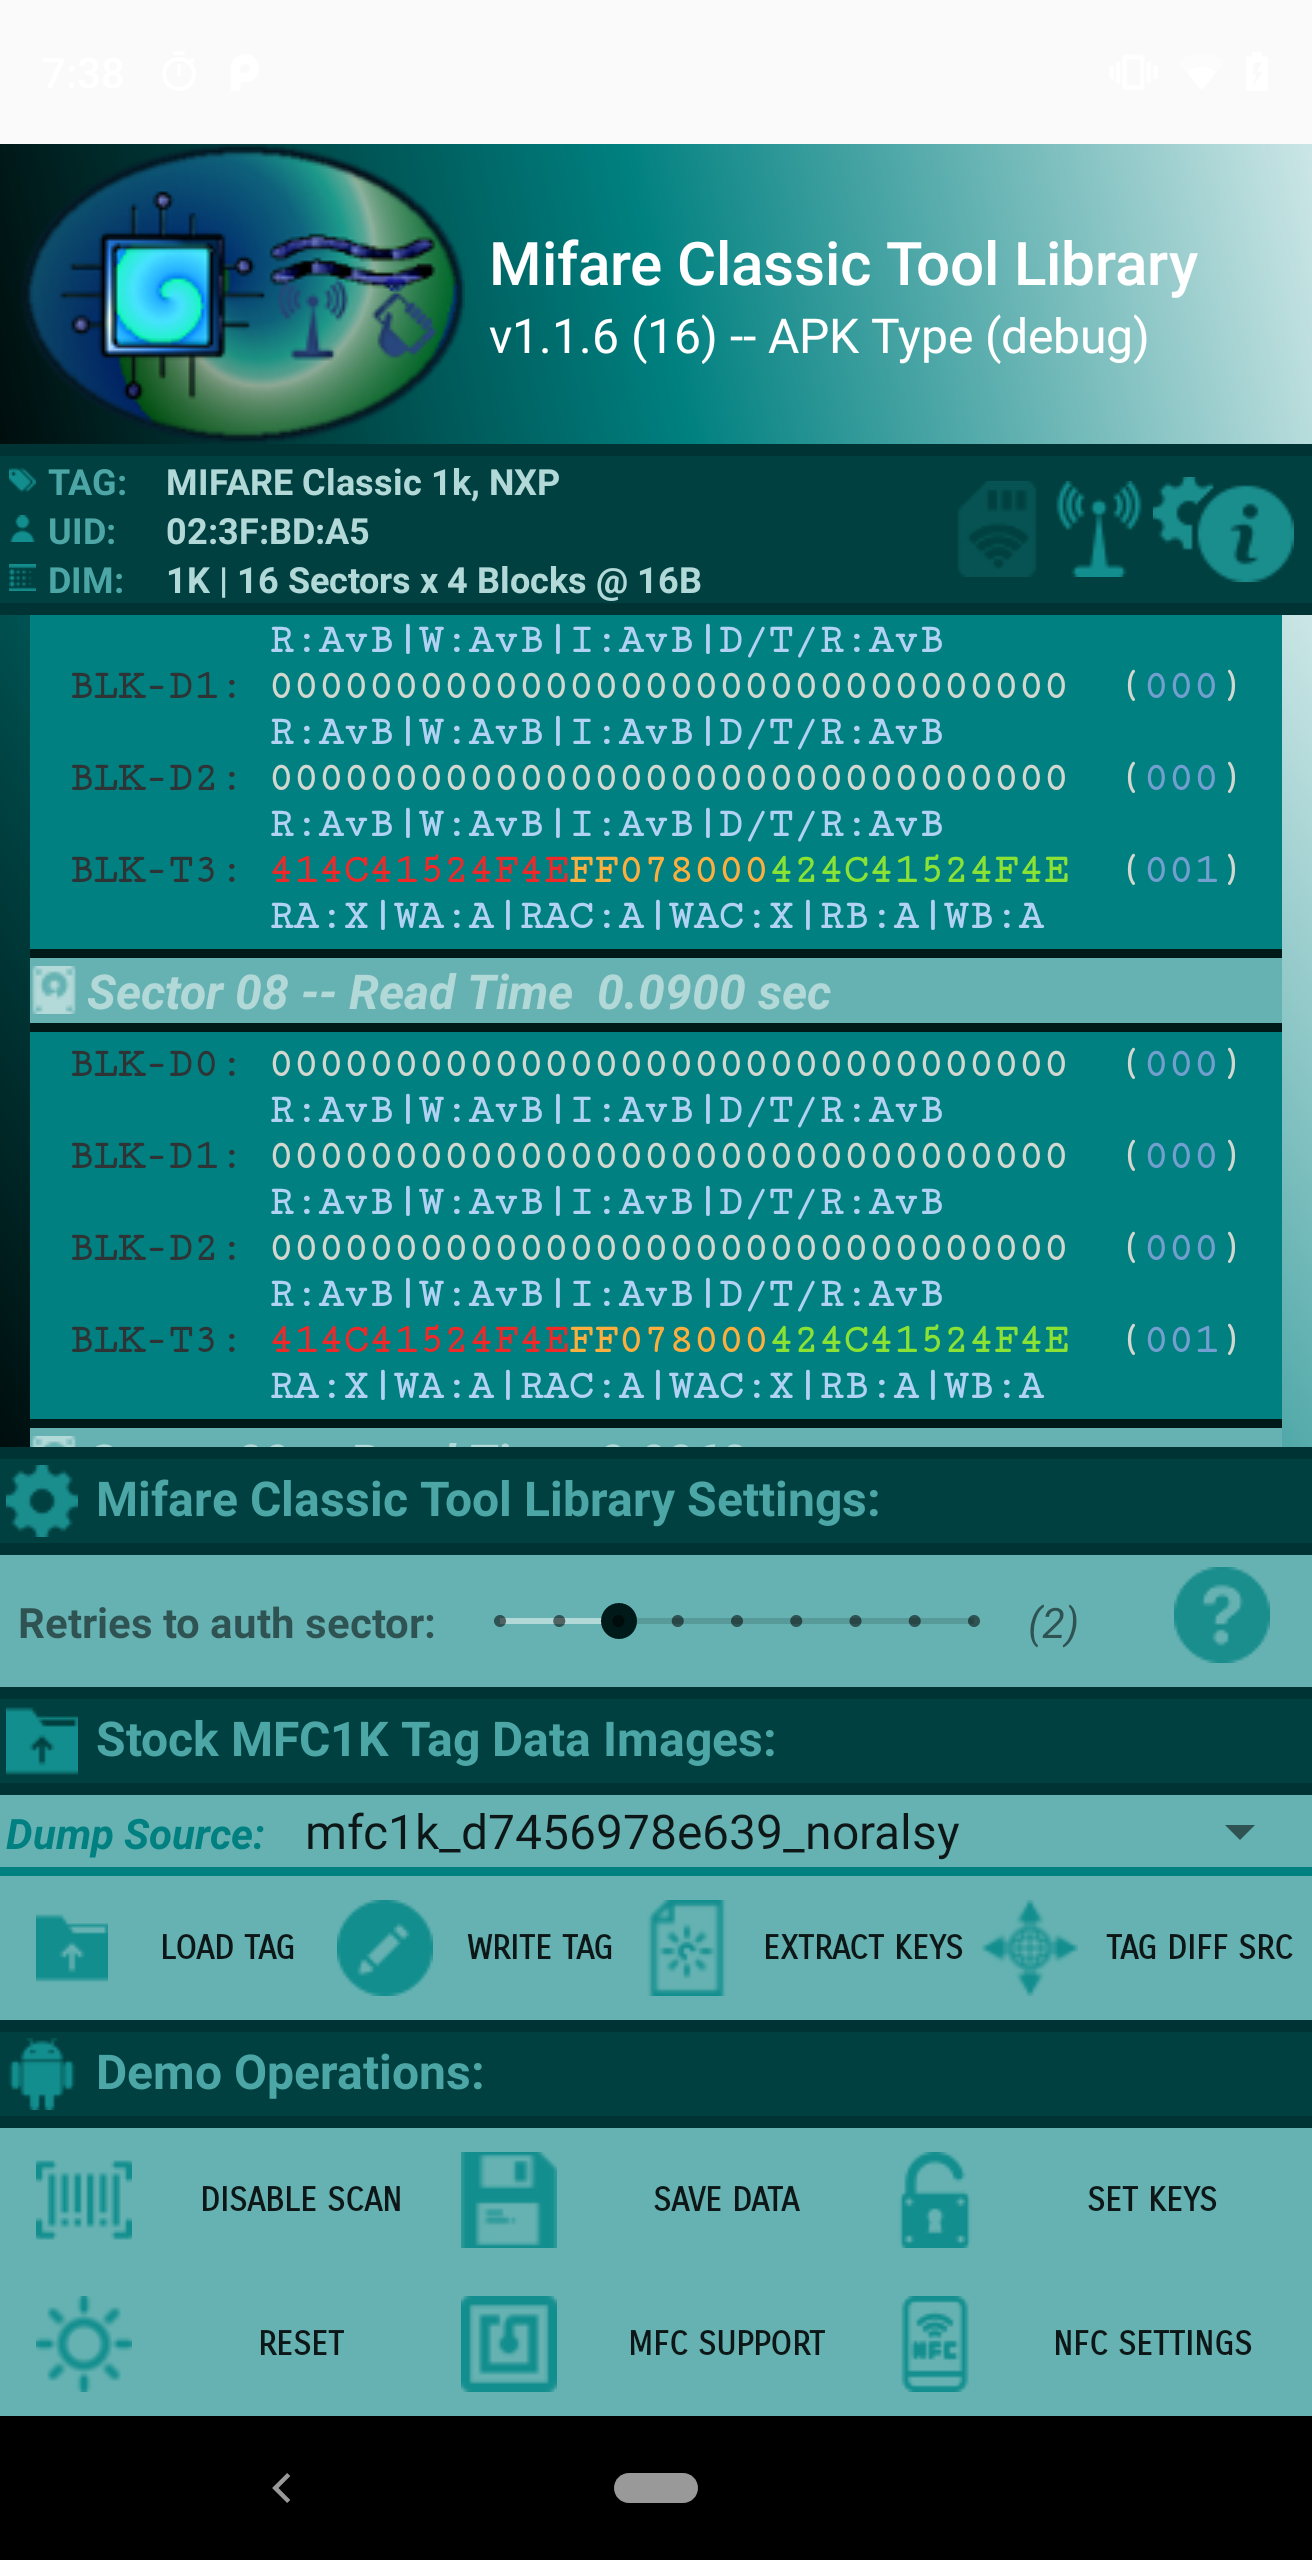 7:38
Mifare Classic Tool Library
v1.1.6 (16) -- APK Type (debug)
TAG: MIFARE Classic 1k, NXP
UID: 02:3F:BD:A5
DIM: 1K | 16 Sectors x 4 Blocks @ 16B
R:AvB|W:AvB|I:AvB|D/T/R:AvB
BLK-D1: 00000000000000000000000000000000 (000)
R:AvB|W:AvB|I:AvB|D/T/R:AvB
BLK-D2: 00000000000000000000000000000000 (000)
R:AvB|W:AvB|I:AvB|D/T/R:AvB
BLK-T3: 414C41524F4EFF078000424C41524F4E (001)
RA:X|WA:A|RAC:A|WAC:X|RB:A|WB:A
Sector 08 -- Read Time 0.0900 sec
BLK-D0: 00000000000000000000000000000000 (000)
R:AvB|W:AvB|I:AvB|D/T/R:AvB
BLK-D1: 00000000000000000000000000000000 (000)
R:AvB|W:AvB|I:AvB|D/T/R:AvB
BLK-D2: 00000000000000000000000000000000 (000)
R:AvB|W:AvB|I:AvB|D/T/R:AvB
BLK-T3: 414C41524F4EFF078000424C41524F4E (001)
RA:X|WA:A|RAC:A|WAC:X|RB:A|WB:A
Mifare Classic Tool Library Settings:
Retries to auth sector: (2)
Stock MFC1K Tag Data Images:
Dump Source: mfc1k_d7456978e639_noralsy
LOAD TAG WRITE TAG EXTRACT KEYS TAG DIFF SRC
Demo Operations:
DISABLE SCAN SAVE DATA SET KEYS
RESET MFC SUPPORT NFC NFC SETTINGS